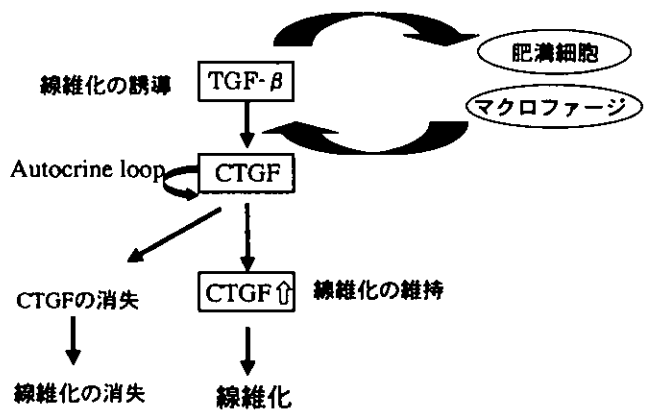 肥満細胞
線維化の誘導
TGF-β
マクロファージ
Autocrine loop
CTGF
CTGFの消失
CTGF⇧
線維化の維持
線維化の消失
線維化